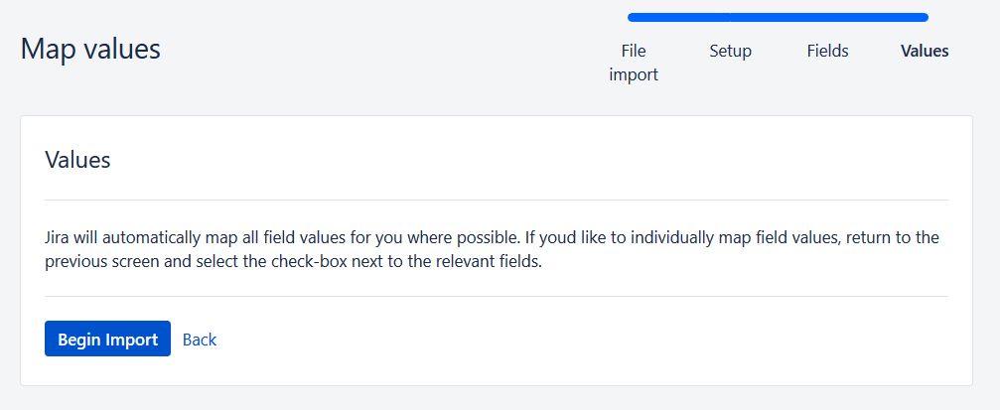 Map values
File
import
Setup
Fields
Values
Values
Jira will automatically map all field values for you where possible. If youd like to individually map field values, return to the
previous screen and select the check-box next to the relevant fields.
Begin Import
Back